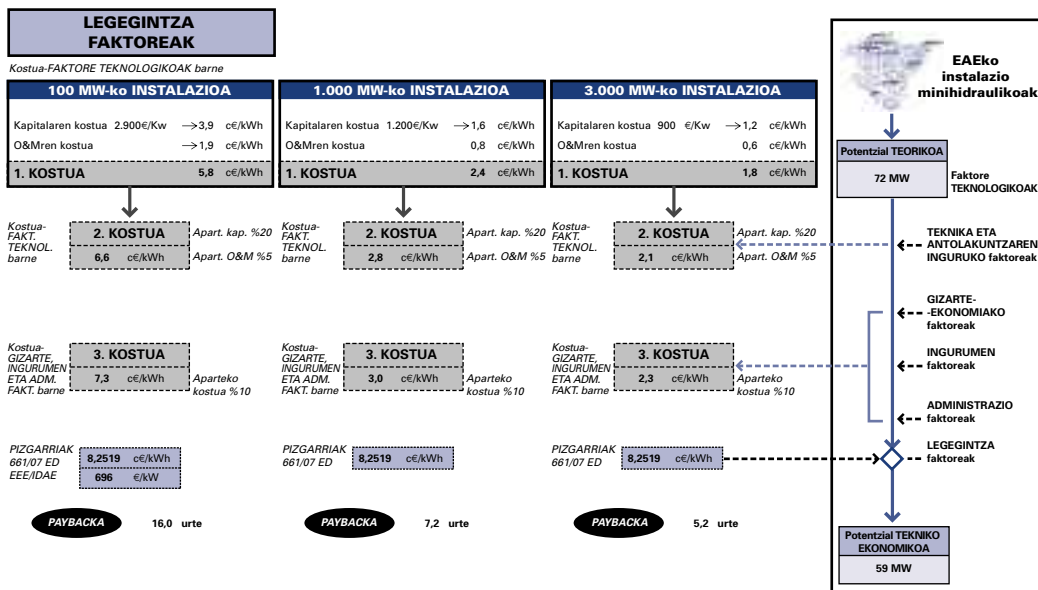 LEGEGINTZA
FAKTOREAK
Kostua-FAKTORE TEKNOLOGIKOAK barne
100 MW-ko INSTALAZIOA
Kapitalaren kostua 2.900€/Kw →3,9 c€/kWh
O&Mren kostua →1,9 c€/kWh
1. KOSTUA 5,8 c€/kWh
Kostua-
FAKT.
TEKNOL.
barne
2. KOSTUA
6,6 c€/kWh
Apart. kap. %20
Apart. O&M %5
Kostua-
GIZARTE,
INGURUMEN
ETA ADM.
FAKT. barne
3. KOSTUA
7,3 c€/kWh
Aparteko
kostua %10
PIZGARRIAK
661/07 ED
EEE/IDAE
8,2519 c€/kWh
696 €/kW
PAYBACKA 16,0 urte
1.000 MW-ko INSTALAZIOA
Kapitalaren kostua 1.200€/Kw →1,6 c€/kWh
O&Mren kostua 0,8 c€/kWh
2,4 c€/kWh
1. KOSTUA
Kostua-
FAKT.
TEKNOL.
barne
2. KOSTUA
2,8 c€/kWh
Apart. kap. %20
Apart. O&M %5
Kostua-
GIZARTE,
INGURUMEN
ETA ADM.
FAKT. barne
3. KOSTUA
3,0 c€/kWh
Aparteko
kostua %10
PIZGARRIAK
661/07 ED
8,2519 c€/kWh
PAYBACKA 7,2 urte
3.000 MW-ko INSTALAZIOA
Kapitalaren kostua 900 €/Kw →1,2 c€/kWh
O&Mren kostua 0,6 c€/kWh
1. KOSTUA 1,8 c€/kWh
Kostua-
FAKT.
TEKNOL.
barne
2. KOSTUA
2,1 c€/kWh
Apart. kap. %20
Apart. O&M %5
Kostua-
GIZARTE,
INGURUMEN
ETA ADM.
FAKT. barne
3. KOSTUA
2,3 c€/kWh
Aparteko
kostua %10
PIZGARRIAK
661/07 ED
8,2519 c€/kWh
PAYBACKA 5,2 urte
EAEko
instalazio
minihidraulikoak
Potentzial TEORIKOA
72 MW
Faktore
TEKNOLOGIKOAK
TEKNIKA ETA
ANTOLAKUNTZAREN
INGURUKO faktoreak
GIZARTE-
-EKONOMIAKO
faktoreak
INGURUMEN
faktoreak
ADMINISTRAZIO
faktoreak
LEGEGINTZA
faktoreak
Potentzial TEKNIKO
EKONOMIKOA
59 MW